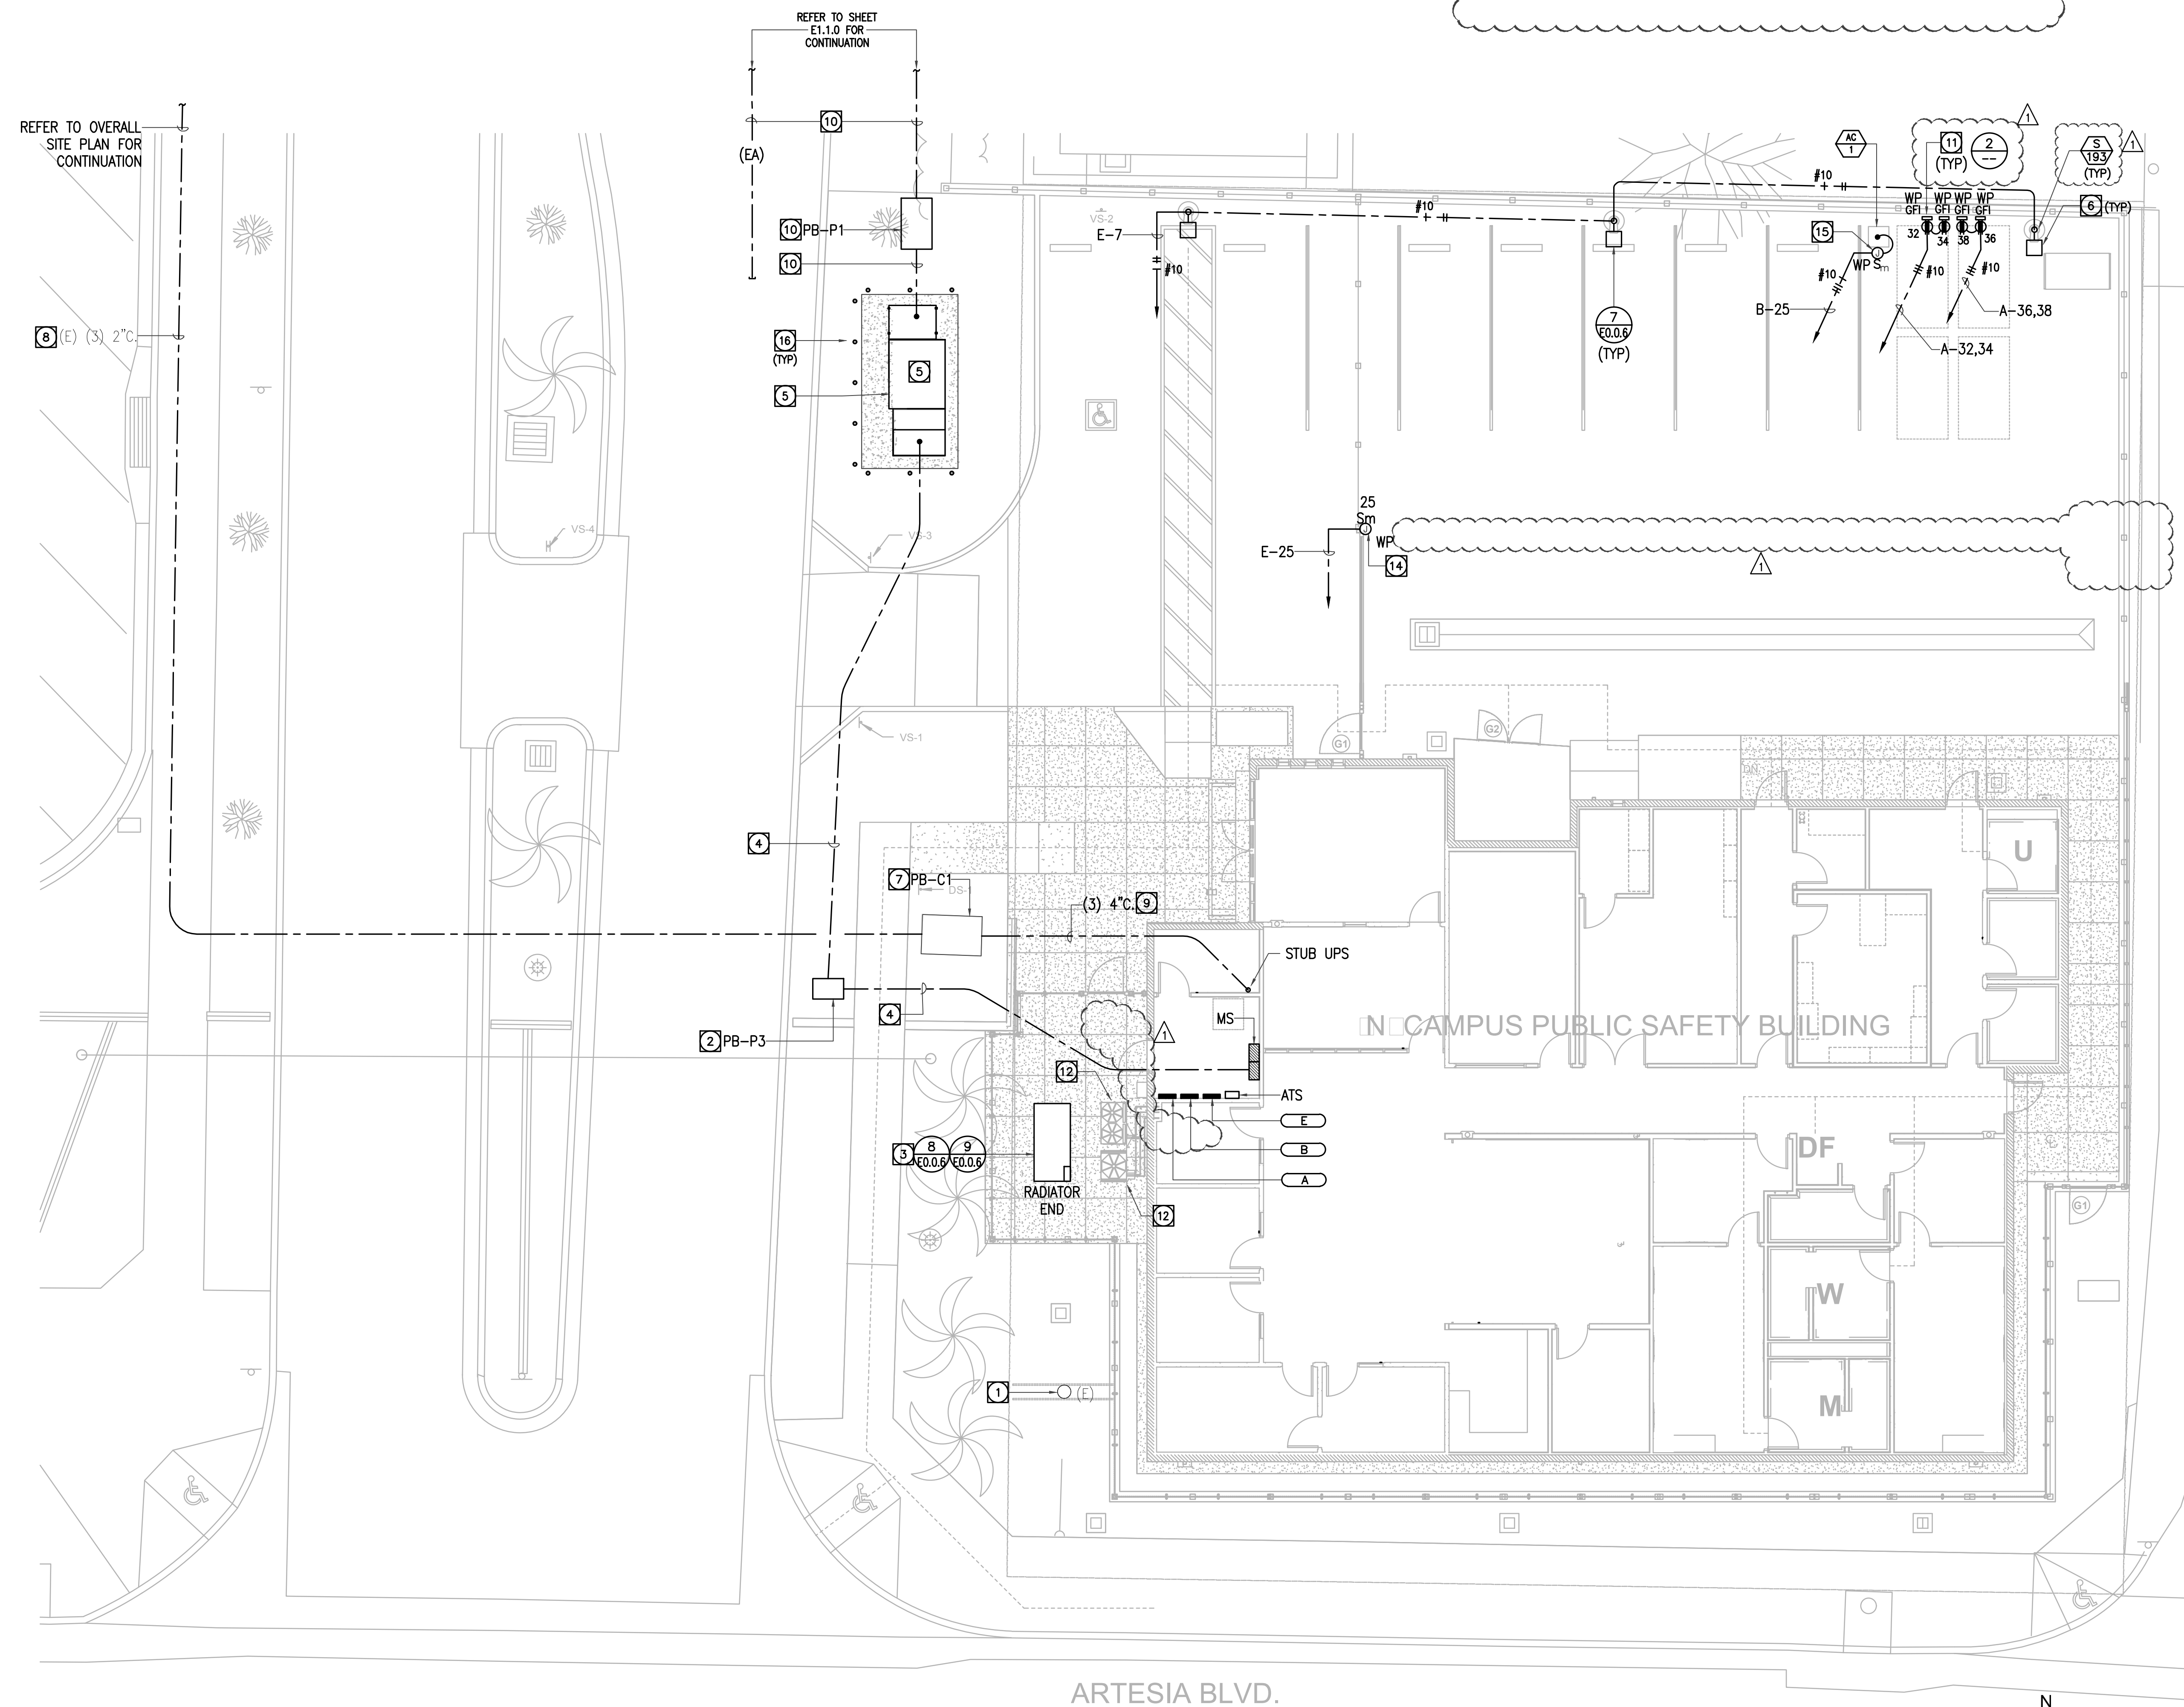 REFER TO SHEET
E1.1.0 FOR
CONTINUATION
REFER TO OVERALL
SITE PLAN FOR
CONTINUATION
10
(EA)
10 PB-P1
10
8 (E) (3) 2"C.
16
(TYP)
5
5
VS-2
E-7
#10
#10
#10
7
E0.0.6
(TYP)
AC
1
11
(TYP)
2
--
1
S
193
(TYP)
1
6 (TYP)
WP WP WP WP
GFI GFI GFI GFI
32 34 38 36
15
WP Sm
J
#10
#10
#10
B-25
A-36,38
A-32,34
VS-4
VS-3
25
Sm
J
WP
E-25
14
1
VS-1
G1
G2
DN
U
4
7 PB-C1
DS-1
(3) 4"C. 9
STUB UPS
4
2 PB-P3
MS
1
N CAMPUS PUBLIC SAFETY BUILDING
12
ATS
E
B
A
3
8
E0.0.6
9
E0.0.6
RADIATOR
END
12
DF
G1
W
M
1
(E)
ARTESIA BLVD.
N